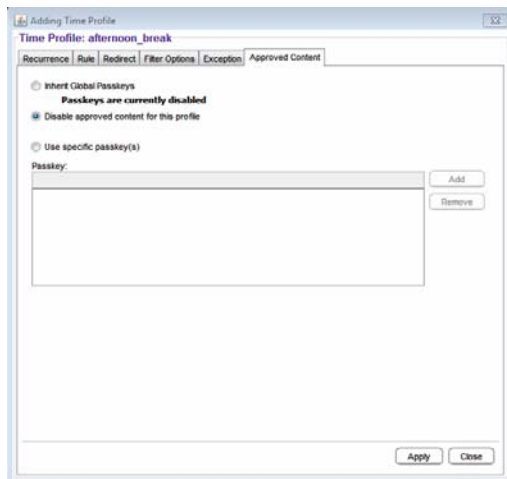 Adding Time Profile
Time Profile: afternoon_break
Recurrence Rule Redirect Filter Options Exception Approved Content
Inherit Global Passkeys
Passkeys are currently disabled
Disable approved content for this profile
Use specific passkey(s)
Passkey:
Add
Remove
Apply Close